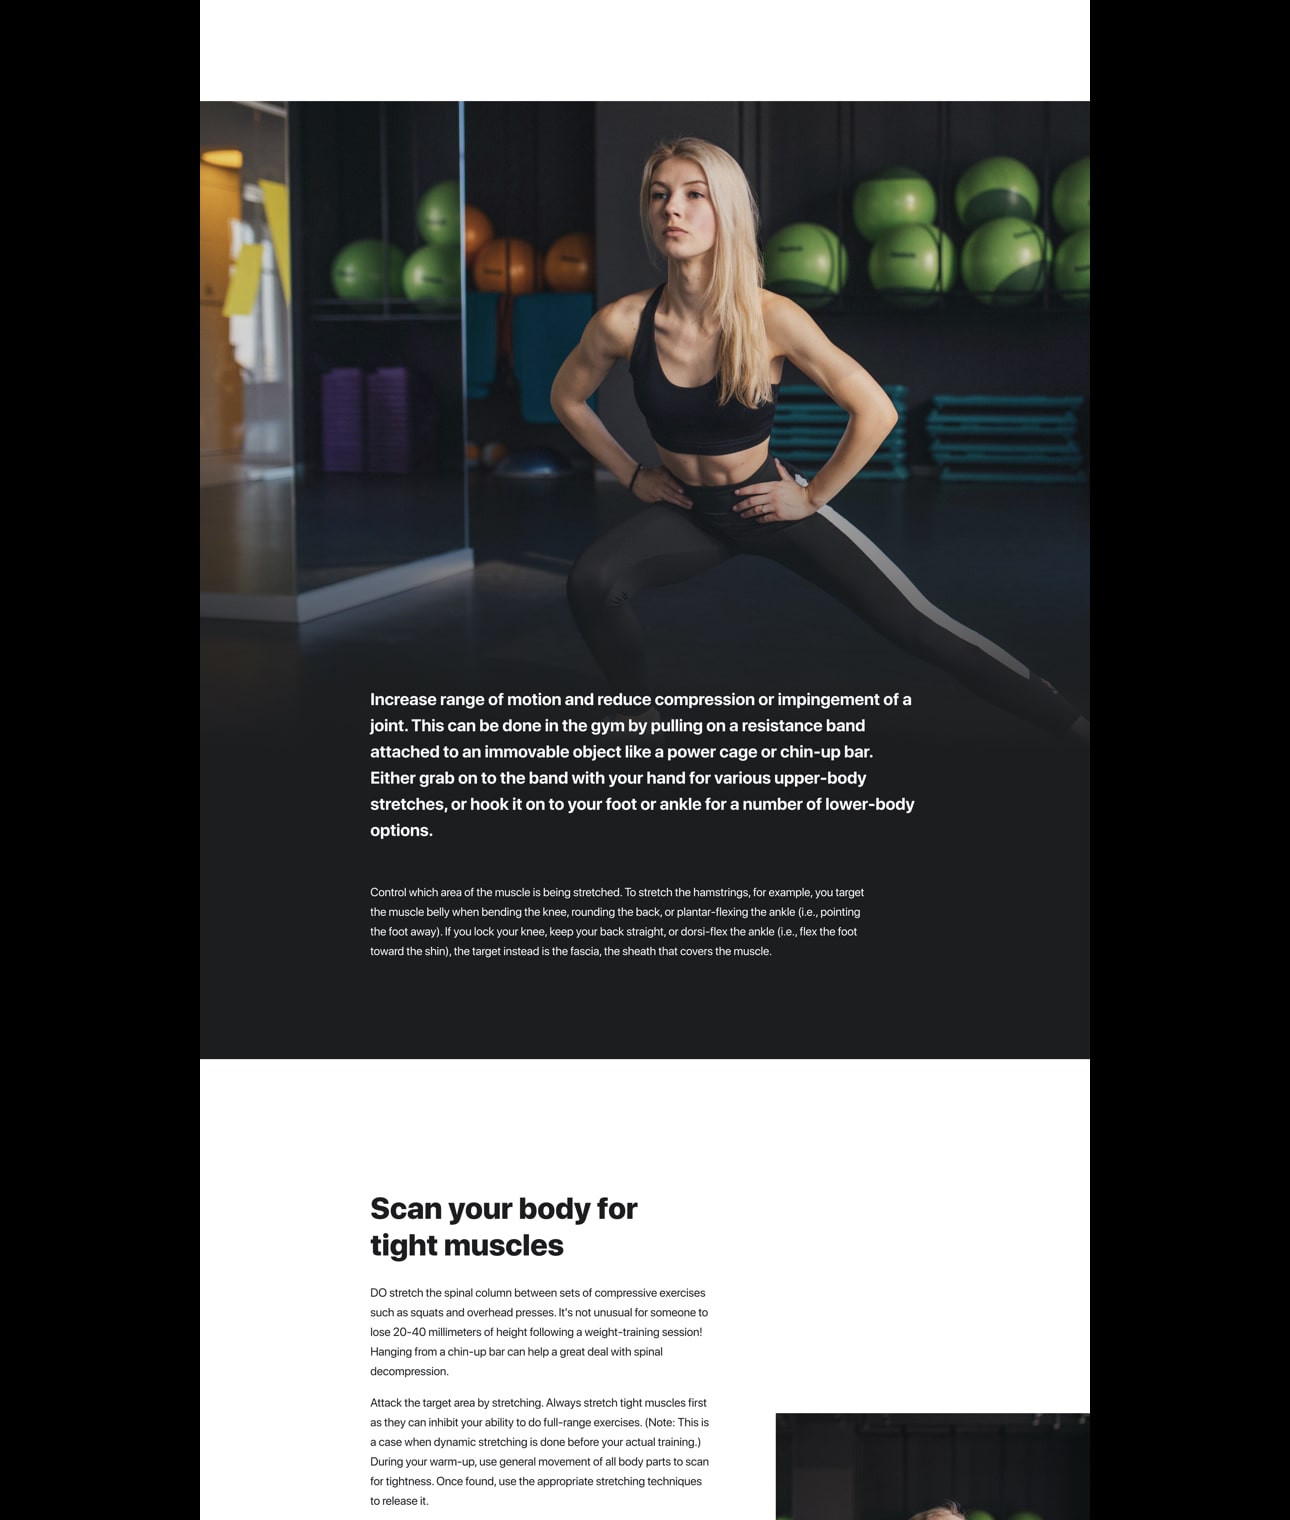 Increase range of motion and reduce compression or impingement of a
joint. This can be done in the gym by pulling on a resistance band
attached to an immovable object like a power cage or chin-up bar.
Either grab on to the band with your hand for various upper-body
stretches, or hook it on to your foot or ankle for a number of lower-body
options.
Control which area of the muscle is being stretched. To stretch the hamstrings, for example, you target
the muscle belly when bending the knee, rounding the back, or plantar-flexing the ankle (i.e., pointing
the foot away). If you lock your knee, keep your back straight, or dorsi-flex the ankle (i.e., flex the foot
toward the shin), the target instead is the fascia, the sheath that covers the muscle.
Scan your body for
tight muscles
DO stretch the spinal column between sets of compressive exercises
such as squats and overhead presses. It's not unusual for someone to
lose 20-40 millimeters of height following a weight-training session!
Hanging from a chin-up bar can help a great deal with spinal
decompression.
Attack the target area by stretching. Always stretch tight muscles first
as they can inhibit your ability to do full-range exercises. (Note: This is
a case when dynamic stretching is done before your actual training.)
During your warm-up, use general movement of all body parts to scan
for tightness. Once found, use the appropriate stretching techniques
to release it.